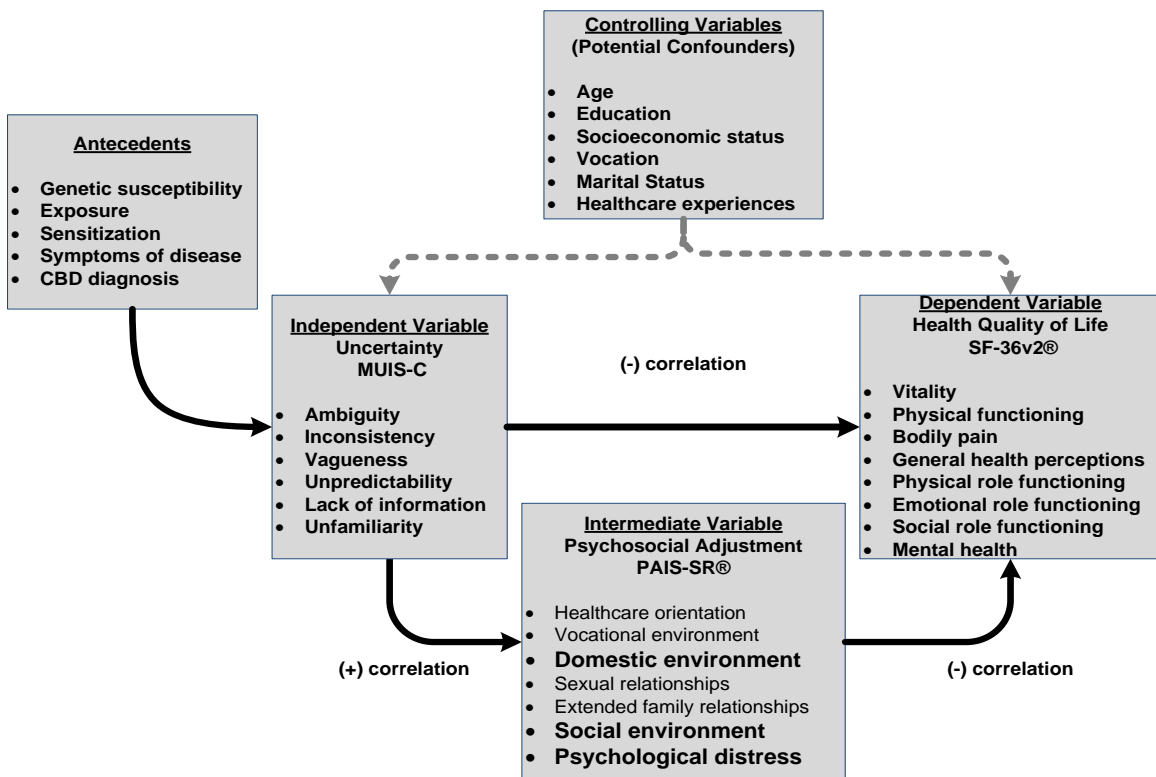 Controlling Variables
(Potential Confounders)
• Age
• Education
• Socioeconomic status
• Vocation
• Marital Status
• Healthcare experiences
Antecedents
• Genetic susceptibility
• Exposure
• Sensitization
• Symptoms of disease
• CBD diagnosis
Independent Variable
Uncertainty
MUIS-C
• Ambiguity
• Inconsistency
• Vagueness
• Unpredictability
• Lack of information
• Unfamiliarity
(-) correlation
Dependent Variable
Health Quality of Life
SF-36v2®
• Vitality
• Physical functioning
• Bodily pain
• General health perceptions
• Physical role functioning
• Emotional role functioning
• Social role functioning
• Mental health
Intermediate Variable
Psychosocial Adjustment
PAIS-SR®
• Healthcare orientation
• Vocational environment
• Domestic environment
• Sexual relationships
• Extended family relationships
• Social environment
• Psychological distress
(+) correlation
(-) correlation